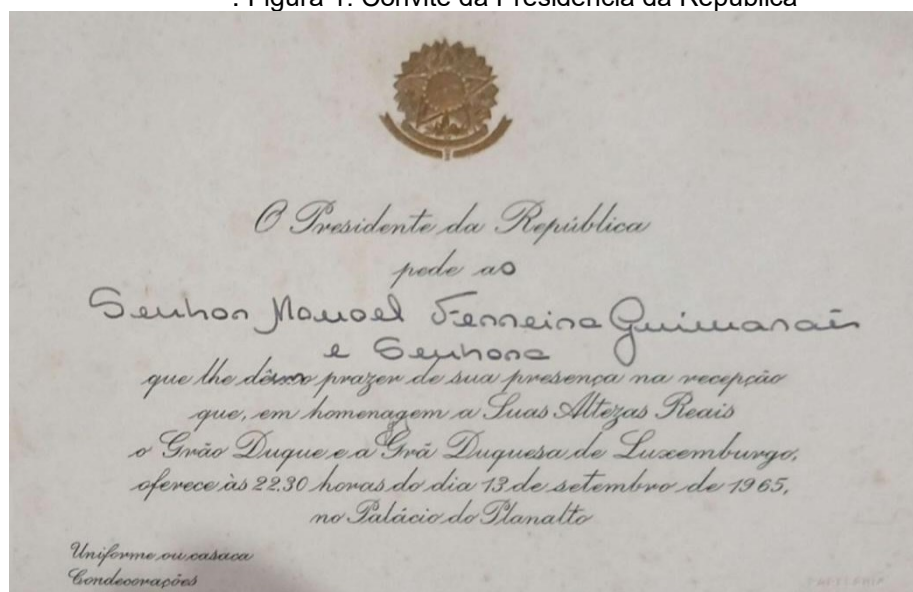 . Figura 1. Convite da Presidência da República
O Presidente da República
pede ao
Senhor Manoel Ferreira Guimarães
e Senhora
que lhe dêem o prazer de sua presença na recepção
que, em homenagem a Suas Altezas Reais
o Grão Duque e a Grã Duquesa de Luxemburgo,
oferece às 22.30 horas do dia 13 de setembro de 1965,
no Palácio do Planalto
Uniforme ou casaca
Condecorações